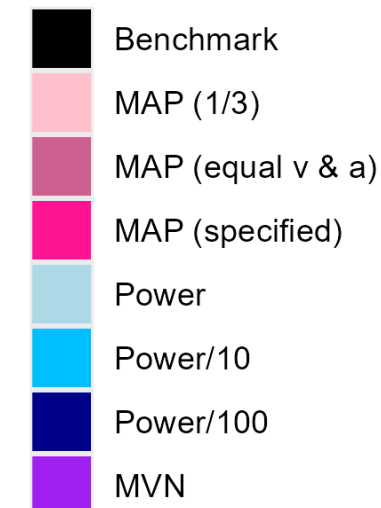 Benchmark
MAP (1/3)
MAP (equal v & a)
MAP (specified)
Power
Power/10
Power/100
MVN